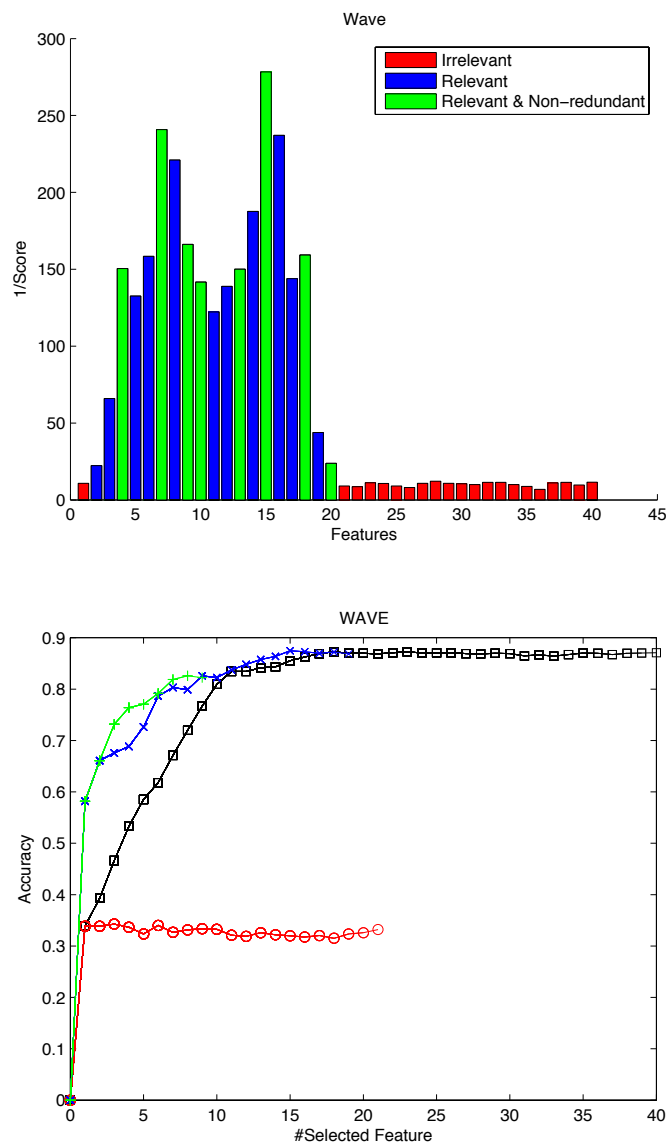 Wave
300
250
200
150
100
50
0
1/Score
Irrelevant
Relevant
Relevant & Non-redundant
0 5 10 15 20 25 30 35 40 45
Features
WAVE
0.9
0.8
0.7
0.6
0.5
0.4
0.3
0.2
0.1
0
Accuracy
0 5 10 15 20 25 30 35 40
#Selected Feature